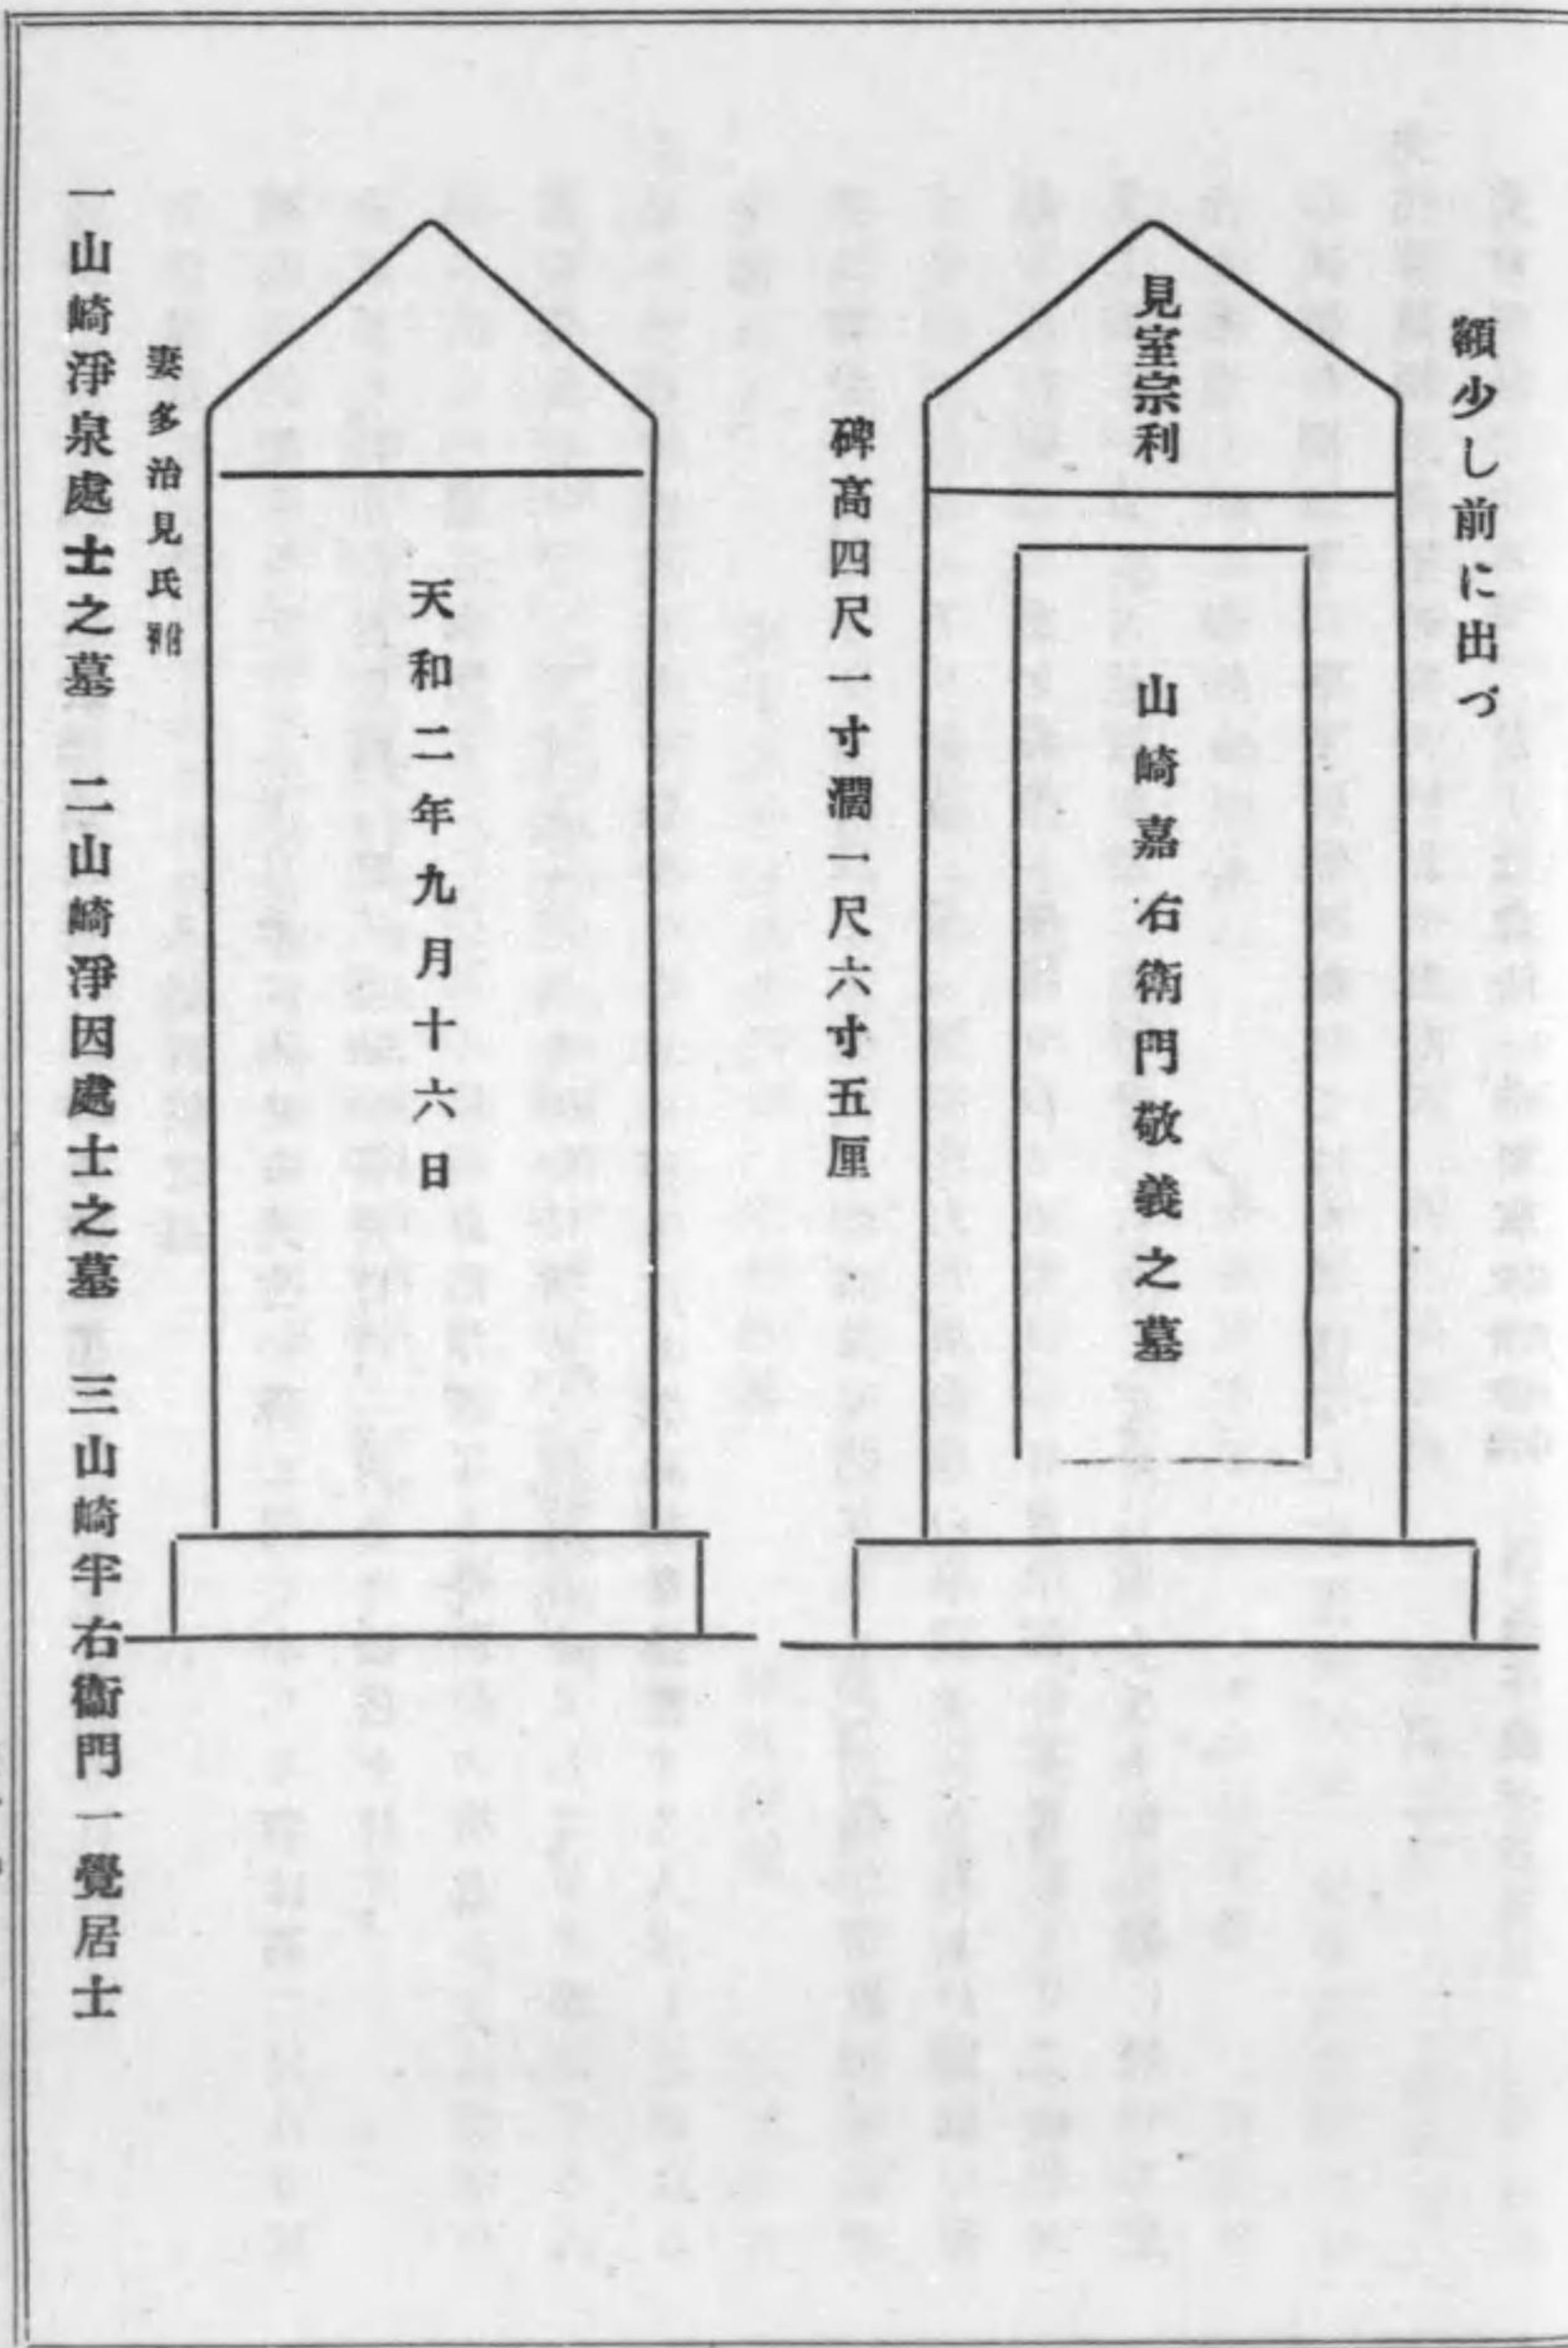 額少し前に出づ
見室宗利
山崎嘉右衛門敬義之墓
碑高四尺一寸濶一尺六寸五厘
天和二年九月十六日
妻多治見氏
一山崎淨泉處士之墓 二山崎淨因處士之墓 三山崎半右衞門一覺居士